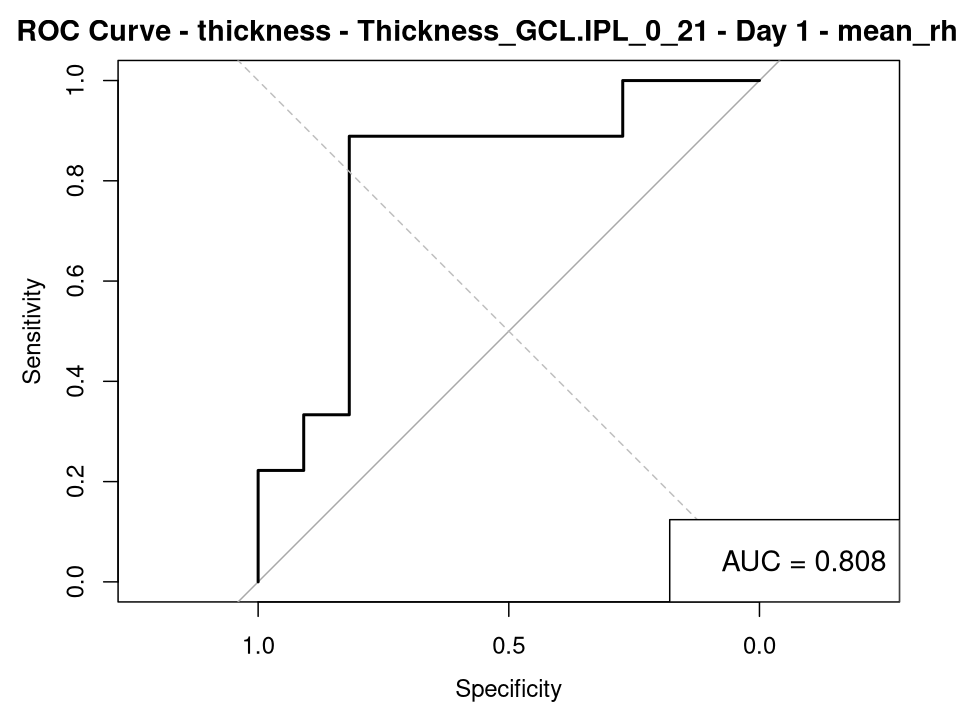 ROC Curve - thickness - Thickness_GCL.IPL_0_21 - Day 1 - mean_rh
Sensitivity
1.0
0.8
0.6
0.4
0.2
0.0
AUC = 0.808
1.0 0.5 0.0
Specificity